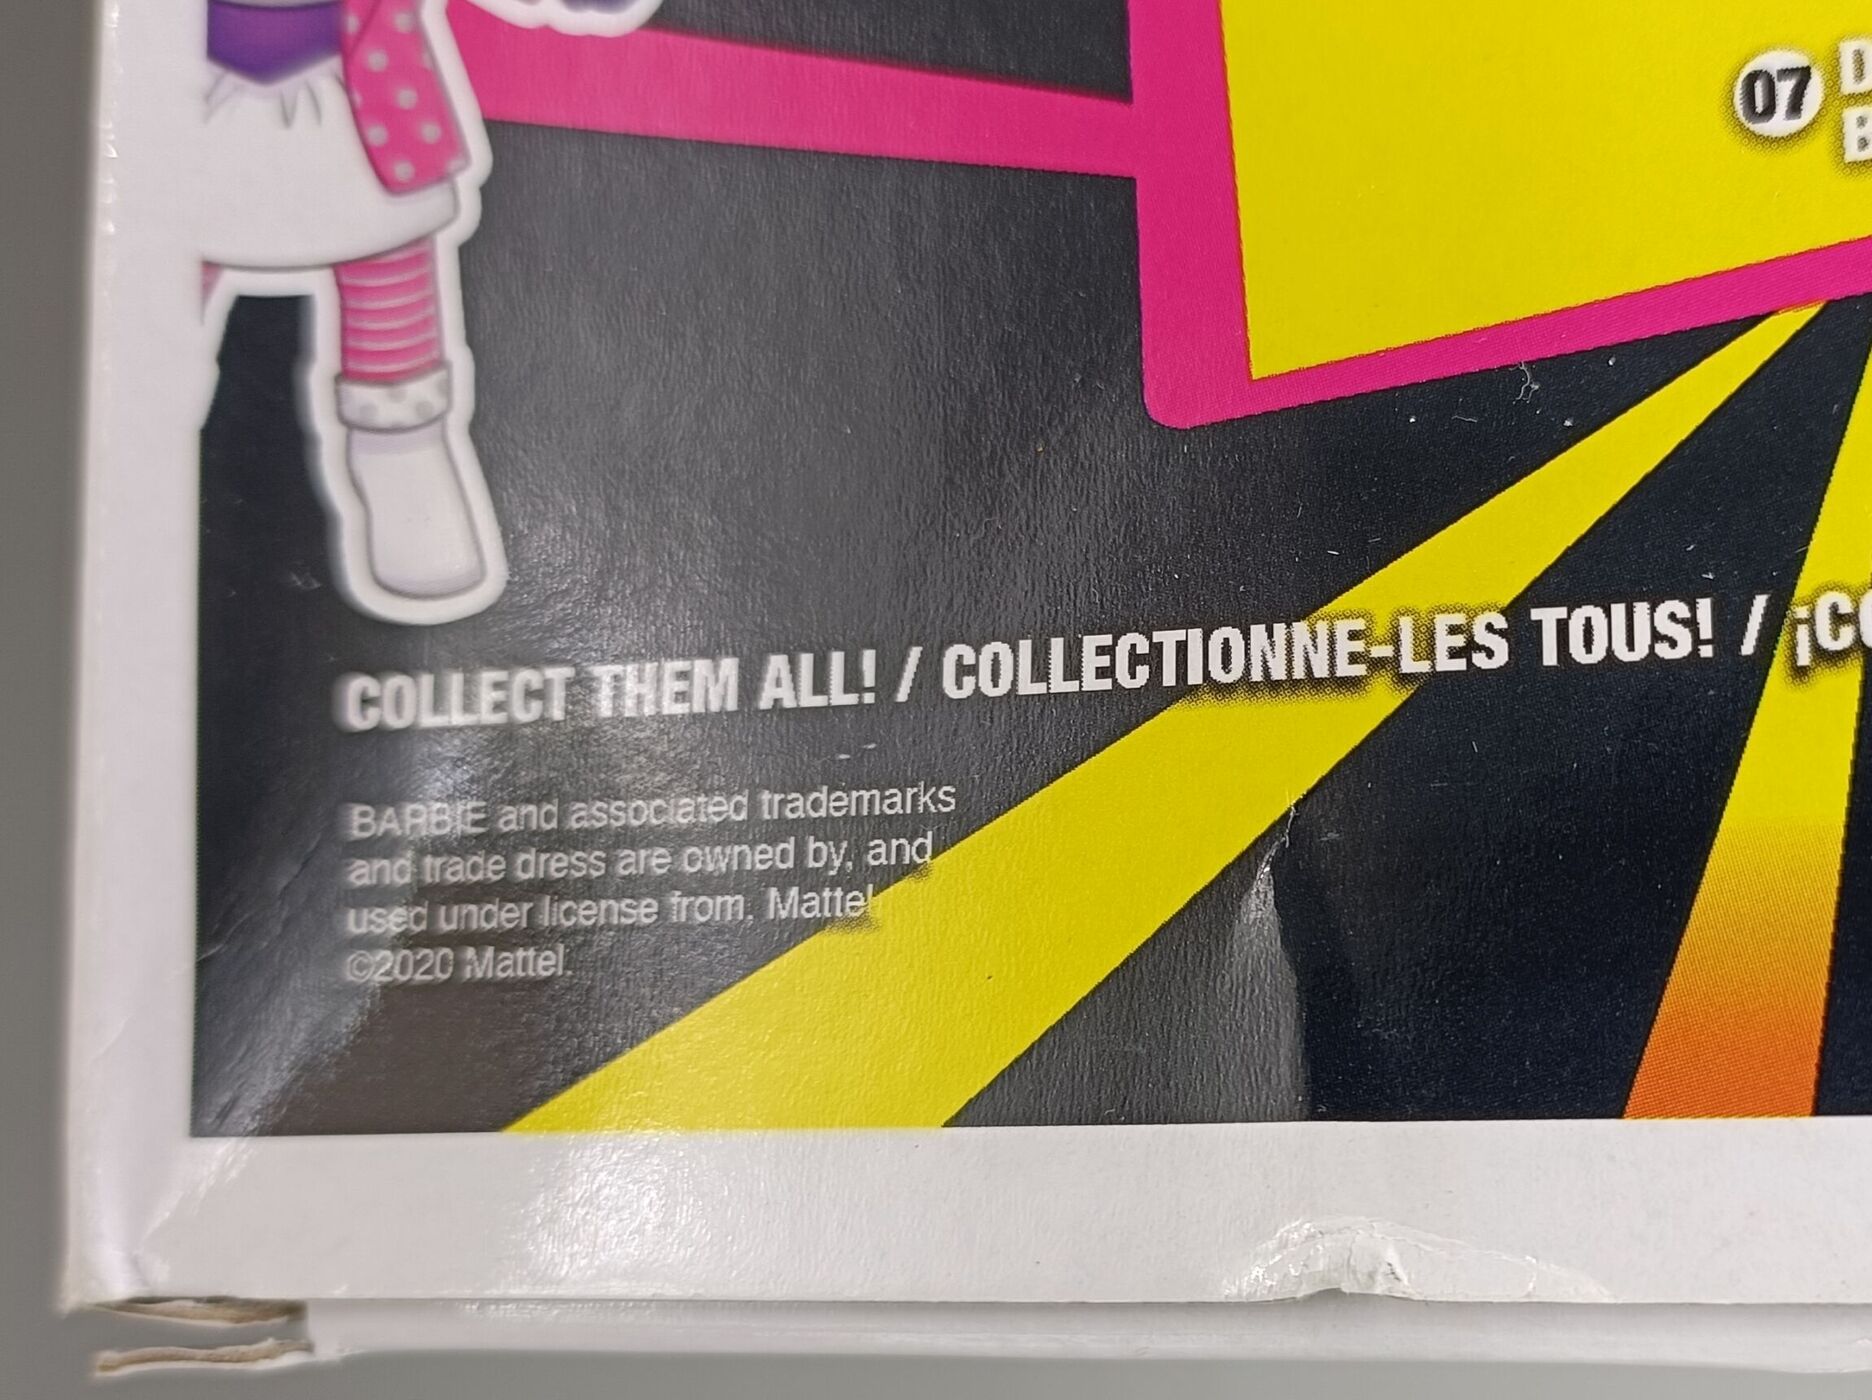 07
COLLECT THEM ALL! / COLLECTIONNE-LES TOUS! /
BARBIE and associated trademarks
and trade dress are owned by, and
used under license from, Mattel
©2020 Mattel.